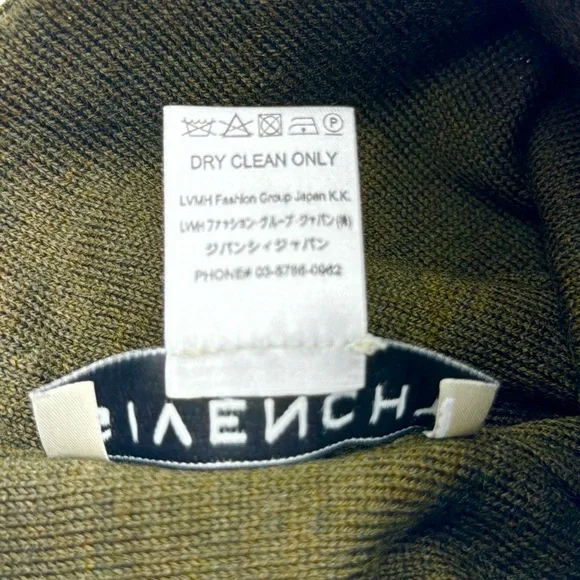 DRY CLEAN ONLY
LVMH Fashion Group Japan K.K.
LVMH ファッション・グループ・ジャパン(株)
ジバンシィジャパン
PHONE# 03-5786-0962
GIVENCHY